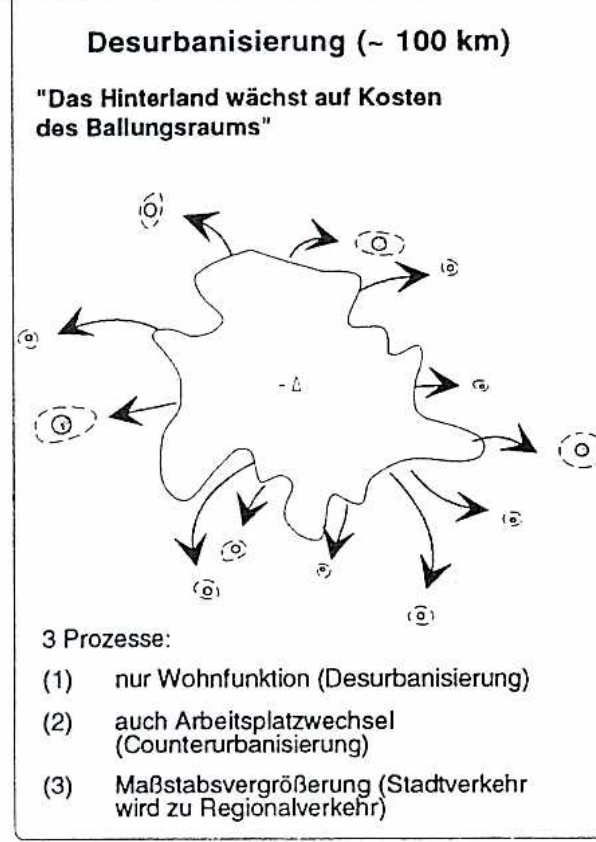 Desurbanisierung (~ 100 km)
"Das Hinterland wächst auf Kosten
des Ballungsraums"
- Δ
3 Prozesse:
(1) nur Wohnfunktion (Desurbanisierung)
(2) auch Arbeitsplatzwechsel
(Counterurbanisierung)
(3) Maßstabsvergrößerung (Stadtverkehr
wird zu Regionalverkehr)